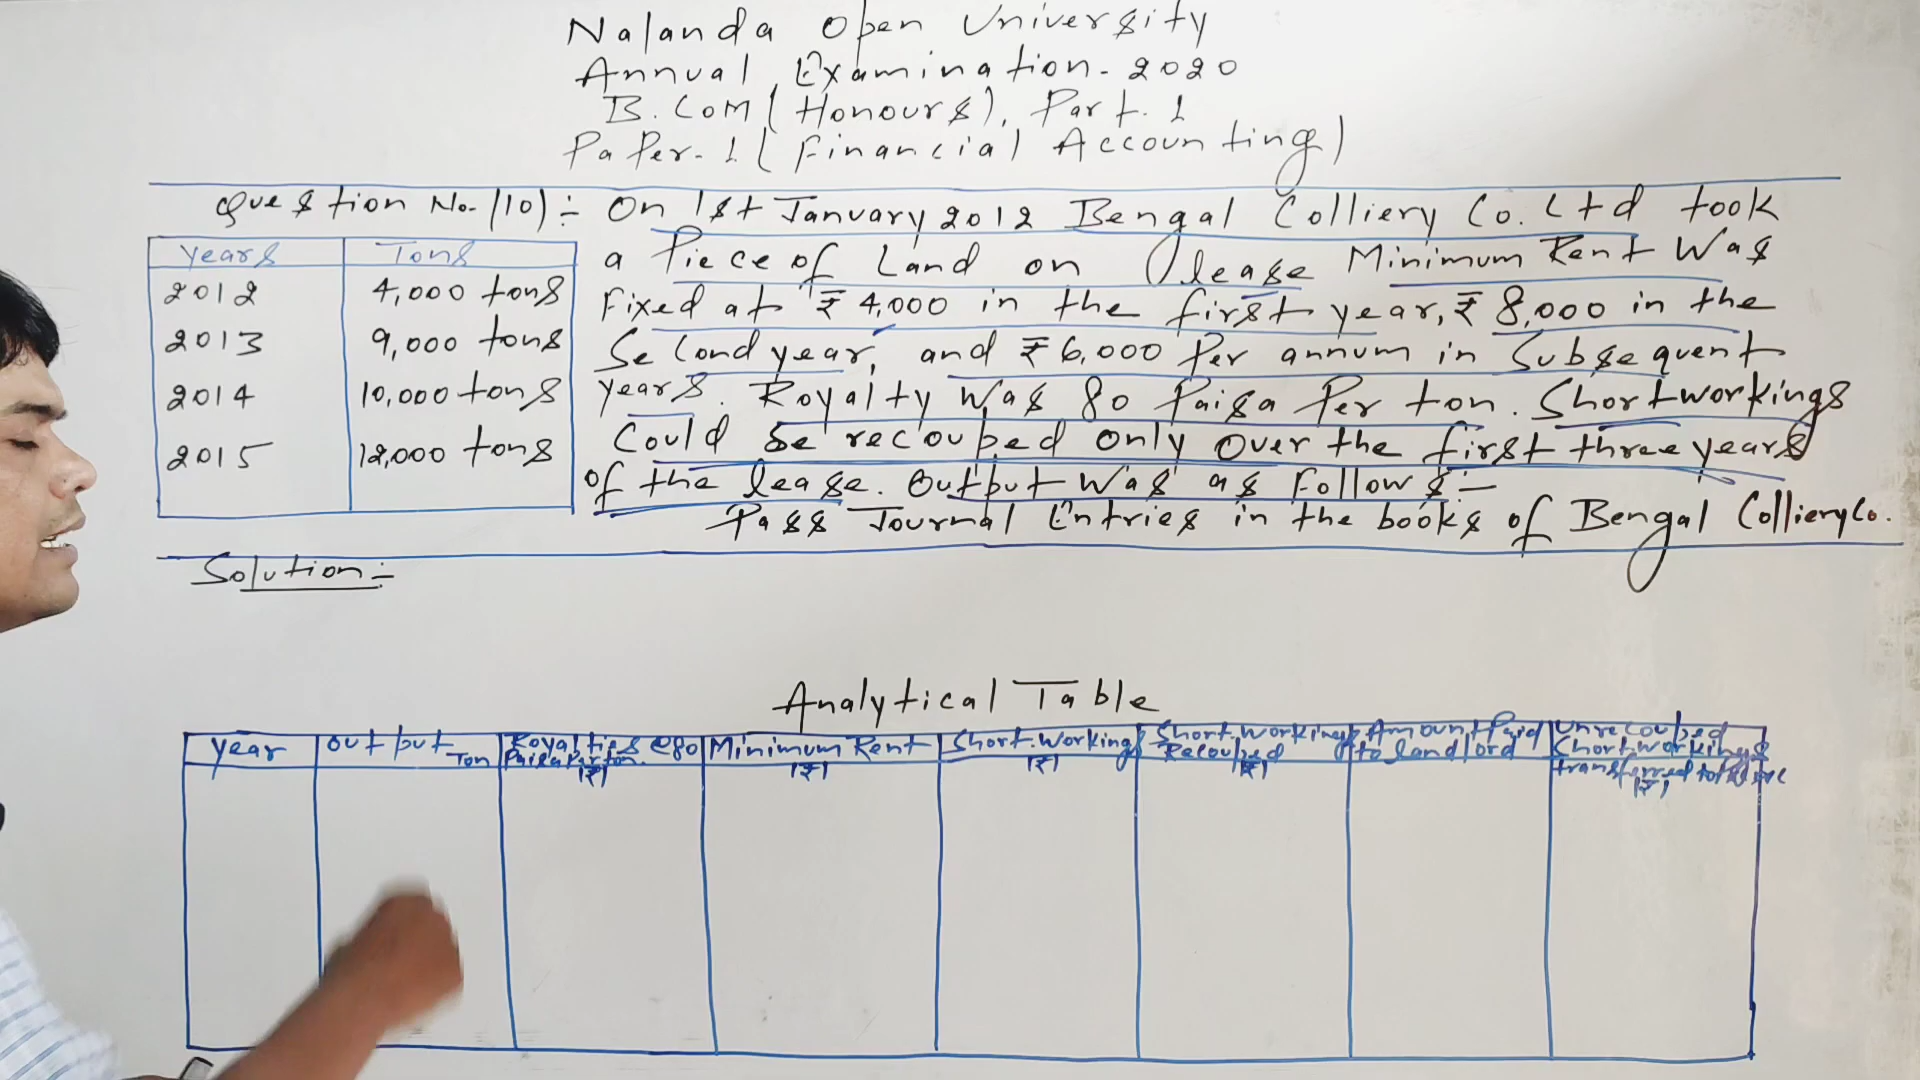 Nalanda Open University
Annual Examination-2020
B.Com (Honours), Part.1
Paper-1 (Financial Accounting)
Question No-(10):- On 1st January 2012 Bengal Colliery Co. Ltd took
a Piece of Land on lease Minimum Rent Was
Fixed at ₹ 4,000 in the first year, ₹ 8,000 in the
Second year, and ₹ 6,000 Per annum in Subsequent
years. Royalty Was 80 Paisa Per ton. Shortworkings
Could be recouped only over the first three years
of the lease. Output Was as Follows:-
Pass Journal Entries in the books of Bengal Colliery Co.
Years Tons
2012 4,000 tons
2013 9,000 tons
2014 10,000 tons
2015 12,000 tons
Solution:-
Analytical Table
Year
Output Ton
Royalties @80
Paisa Per ton.
(₹)
Minimum Rent
(₹)
Short.Workings
(₹)
Short.Workings
Recouped
(₹)
Amount Paid
to landlord
Unrecouped
Shortworkings
transferred to
(₹)